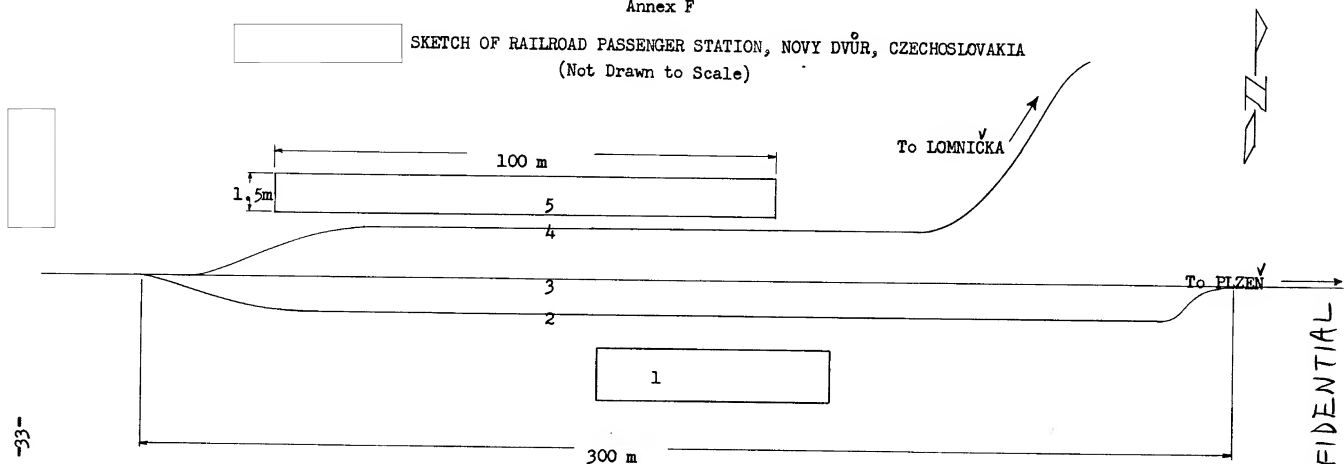 Annex F
SKETCH OF RAILROAD PASSENGER STATION, NOVY DVŮR, CZECHOSLOVAKIA
(Not Drawn to Scale)
To LOMNIČKA
100 m
1.5m
5
4
3
To PLZEŇ
2
1
300 m
-33-
FIDENTIAL